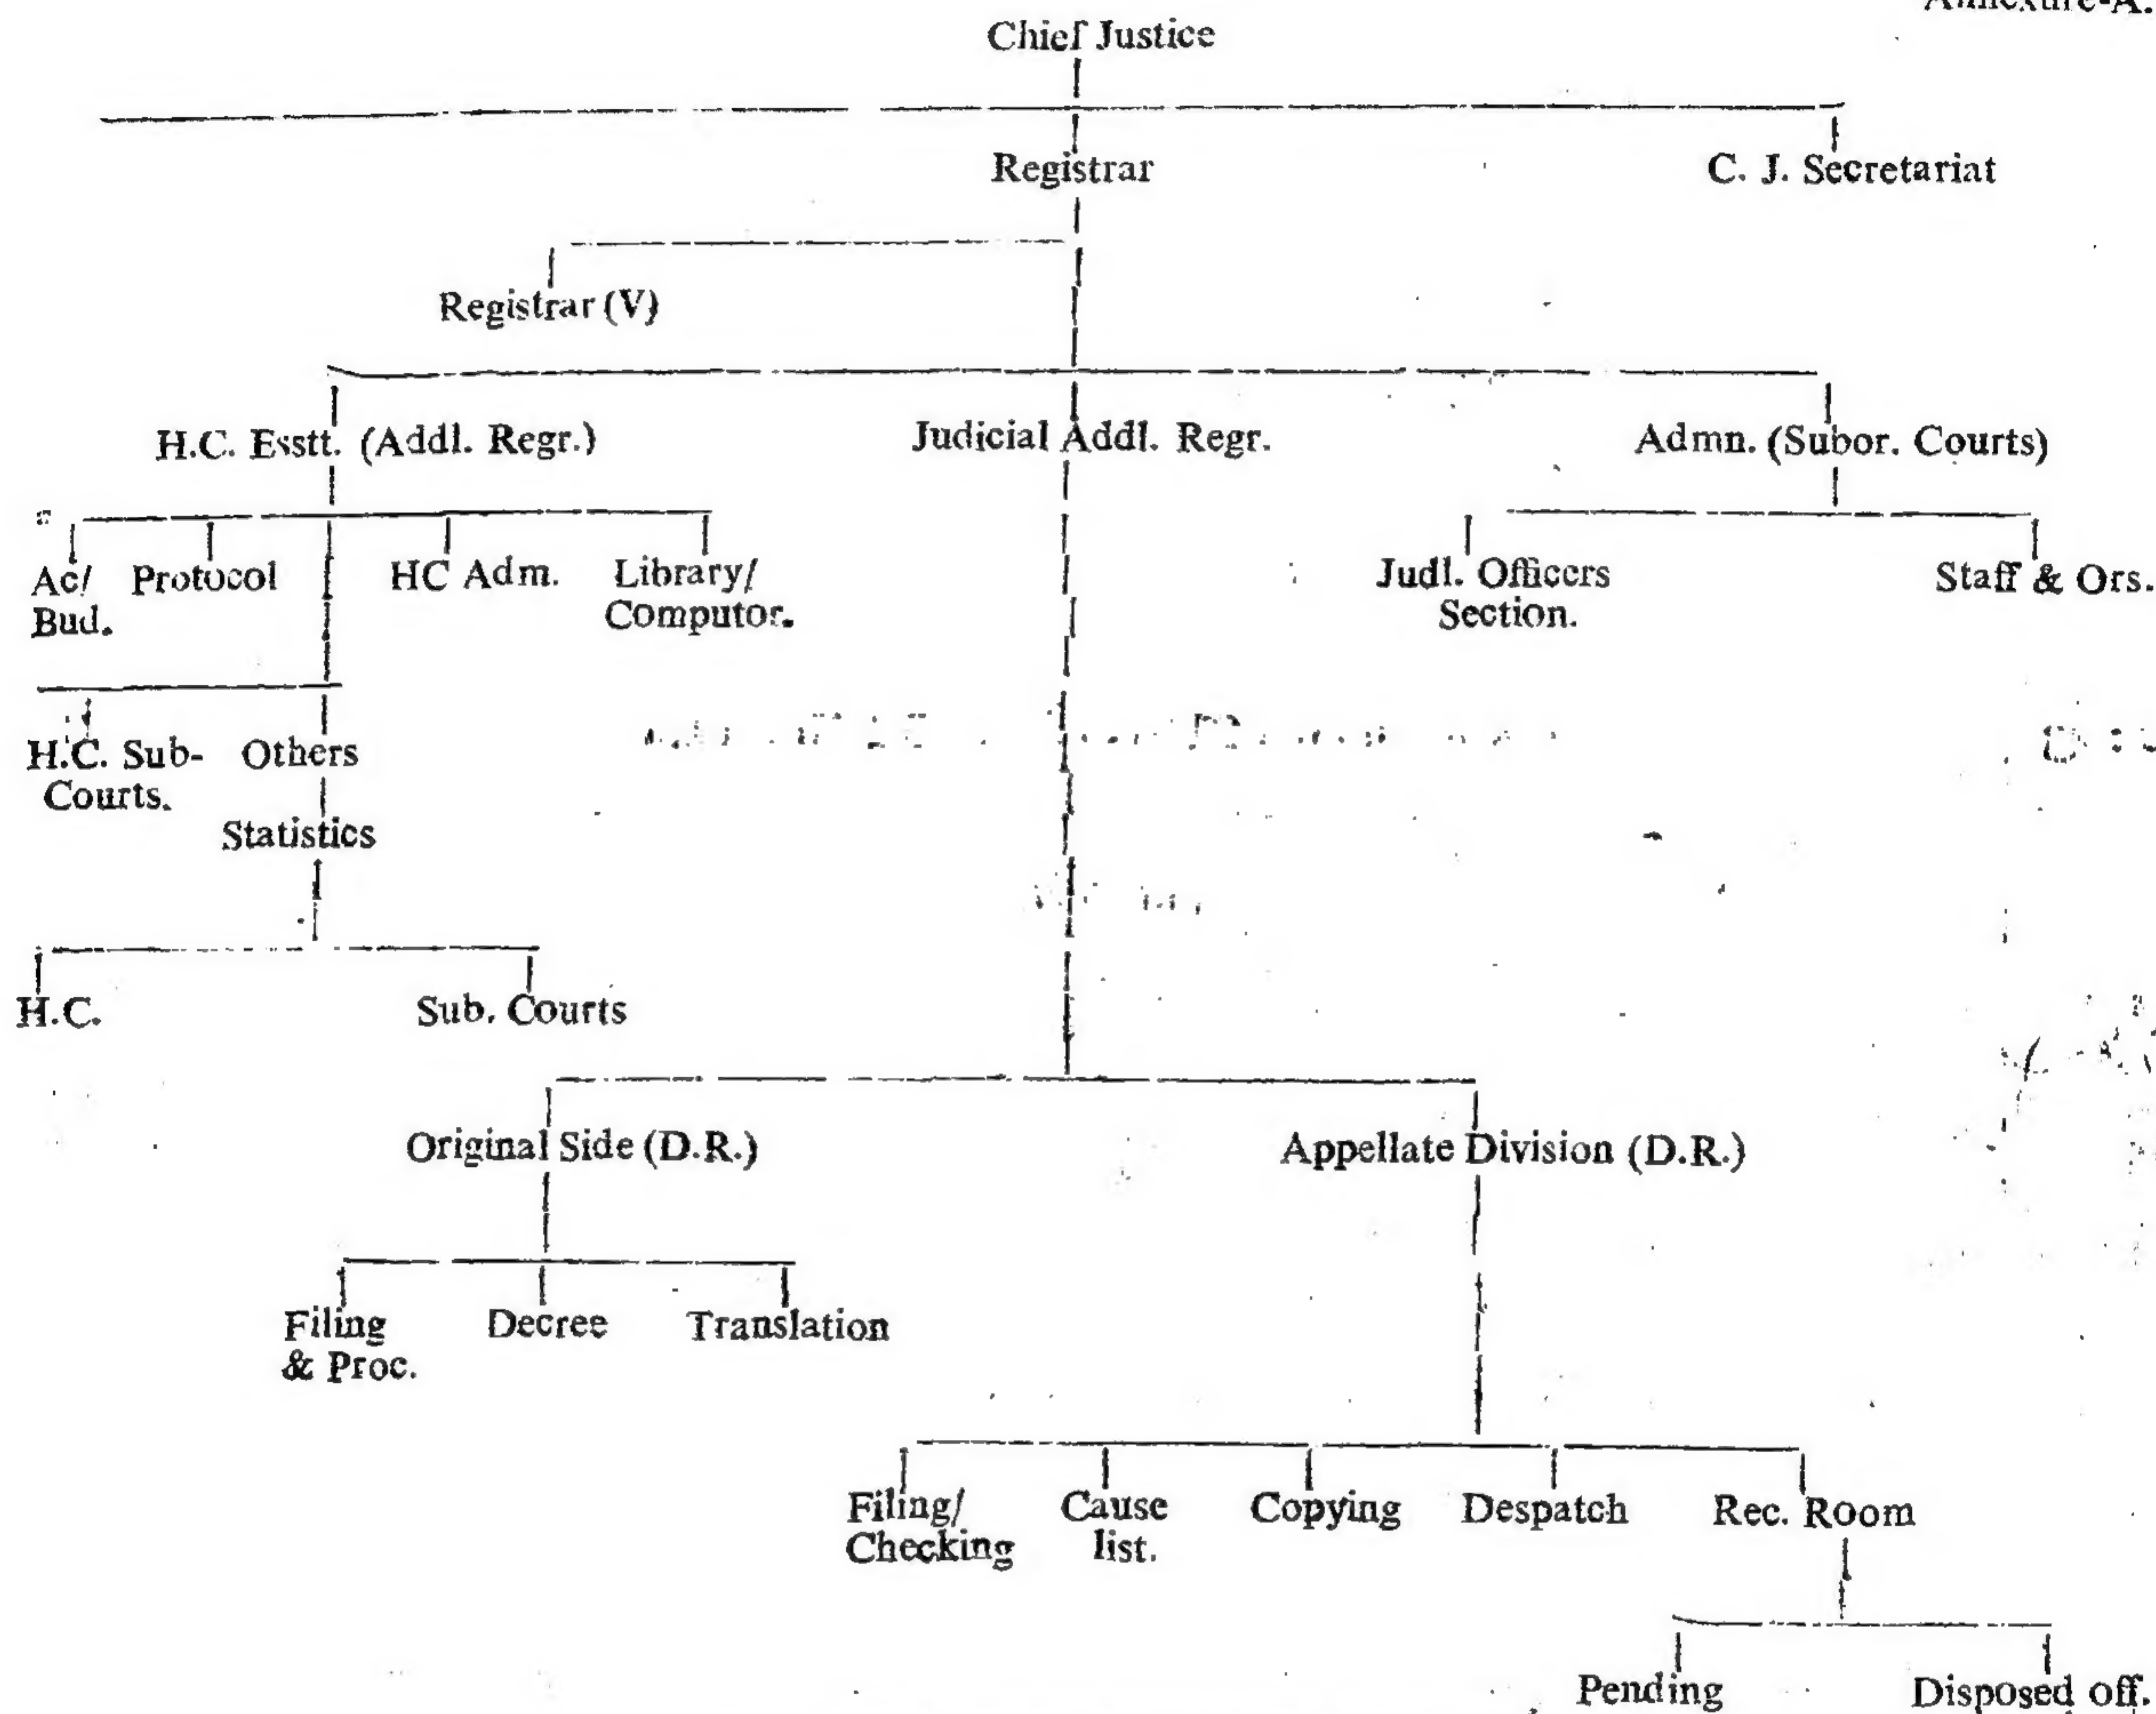 Annexure-A.
Chief Justice
Registrar
C. J. Secretariat
Registrar (V)
H.C. Esstt. (Addl. Regr.)
Judicial Addl. Regr.
Admn. (Subor. Courts)
Ac/
Bud.
Protocol
HC Adm.
Library/
Computor.
Judl. Officers
Section.
Staff & Ors.
H.C. Sub-
Courts.
Others
Statistics
H.C.
Sub. Courts
Original Side (D.R.)
Appellate Division (D.R.)
Filing
& Proc.
Decree
Translation
Filing/
Checking
Cause
list.
Copying
Despatch
Rec. Room
Pending
Disposed off.